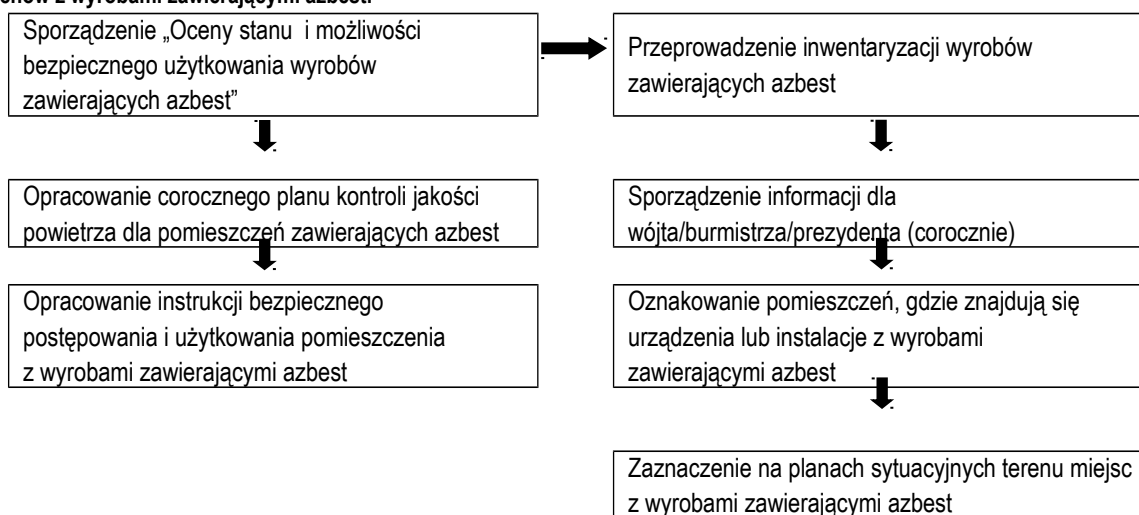 z wyrobami zawierającymi azbest.
Sporządzenie „Oceny stanu i możliwości
bezpiecznego użytkowania wyrobów
zawierających azbest”
Przeprowadzenie inwentaryzacji wyrobów
zawierających azbest
Opracowanie corocznego planu kontroli jakości
powietrza dla pomieszczeń zawierających azbest
Sporządzenie informacji dla
wójta/burmistrza/prezydenta (corocznie)
Opracowanie instrukcji bezpiecznego
postępowania i użytkowania pomieszczenia
z wyrobami zawierającymi azbest
Oznakowanie pomieszczeń, gdzie znajdują się
urządzenia lub instalacje z wyrobami
zawierającymi azbest
Zaznaczenie na planach sytuacyjnych terenu miejsc
z wyrobami zawierającymi azbest